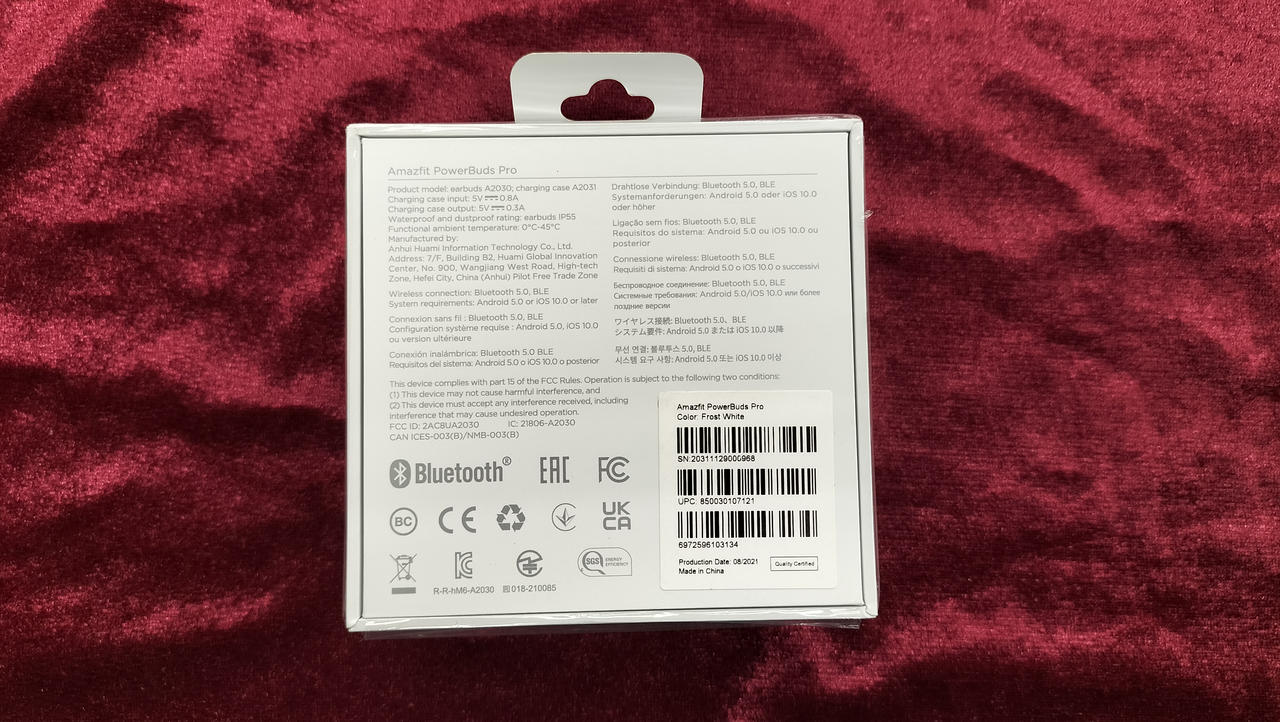 Amazfit PowerBuds Pro
Product model: earbuds A2030; charging case A2031
Charging case input: 5V⎓0.8A
Charging case output: 5V⎓0.3A
Waterproof and dustproof rating: earbuds IP55
Functional ambient temperature: 0°C-45°C
Manufactured by:
Anhui Huami Information Technology Co., Ltd.
Address: 7/F, Building B2, Huami Global Innovation
Center, No. 900, Wangjiang West Road, High-tech
Zone, Hefei City, China (Anhui) Pilot Free Trade Zone
Wireless connection: Bluetooth 5.0, BLE
System requirements: Android 5.0 or iOS 10.0 or later
Connexion sans fil : Bluetooth 5.0, BLE
Configuration système requise : Android 5.0, iOS 10.0
ou version ultérieure
Conexión inalámbrica: Bluetooth 5.0 BLE
Requisitos del sistema: Android 5.0 o iOS 10.0 o posterior
Drahtlose Verbindung: Bluetooth 5.0, BLE
Systemanforderungen: Android 5.0 oder iOS 10.0
oder höher
Ligação sem fios: Bluetooth 5.0, BLE
Requisitos do sistema: Android 5.0 ou iOS 10.0 ou
posterior
Connessione wireless: Bluetooth 5.0, BLE
Requisiti di sistema: Android 5.0 o iOS 10.0 o successivi
Беспроводное соединение: Bluetooth 5.0, BLE
Системные требования: Android 5.0/iOS 10.0 или более
поздние версии
ワイヤレス接続: Bluetooth 5.0、BLE
システム要件: Android 5.0 または iOS 10.0 以降
무선 연결: 블루투스 5.0, BLE
시스템 요구 사항: Android 5.0 또는 iOS 10.0 이상
This device complies with part 15 of the FCC Rules. Operation is subject to the following two conditions:
(1) This device may not cause harmful interference, and
(2) This device must accept any interference received, including
interference that may cause undesired operation.
FCC ID: 2AC8UA2030 IC: 21806-A2030
CAN ICES-003(B)/NMB-003(B)
Bluetooth® EAC FC
BC CE UK CA
SGS ENERGY EFFICIENCY
R-R-hM6-A2030 R 018-210085
Amazfit PowerBuds Pro
Color: Frost White
SN:20311129000968
UPC: 850030107121
6972596103134
Production Date: 08/2021
Made in China
Quality Certified